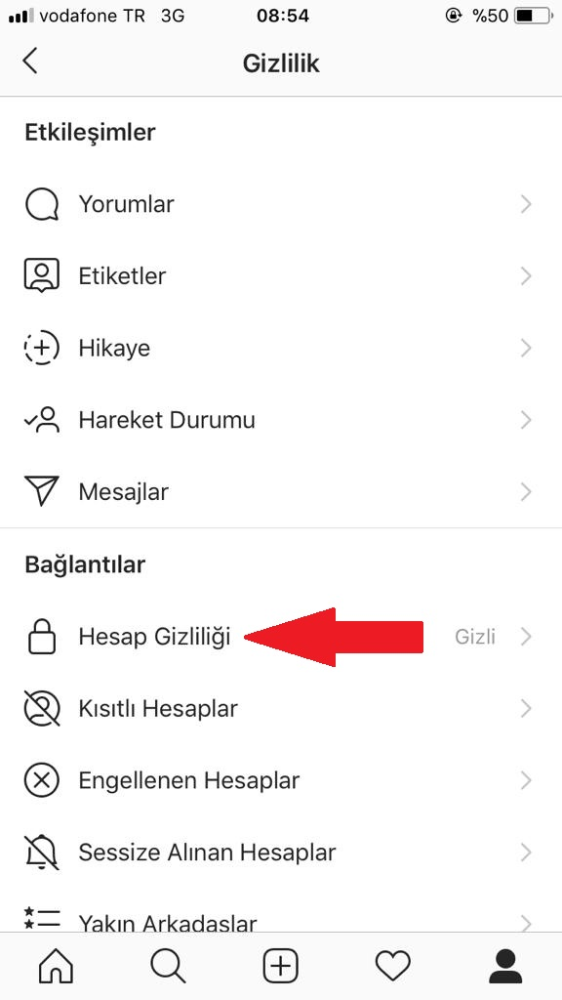 vodafone TR 3G 08:54 %50
Gizlilik
Etkileşimler
Yorumlar
Etiketler
Hikaye
Hareket Durumu
Mesajlar
Bağlantılar
Hesap Gizliliği Gizli
Kısıtlı Hesaplar
Engellenen Hesaplar
Sessize Alınan Hesaplar
Yakın Arkadaşlar